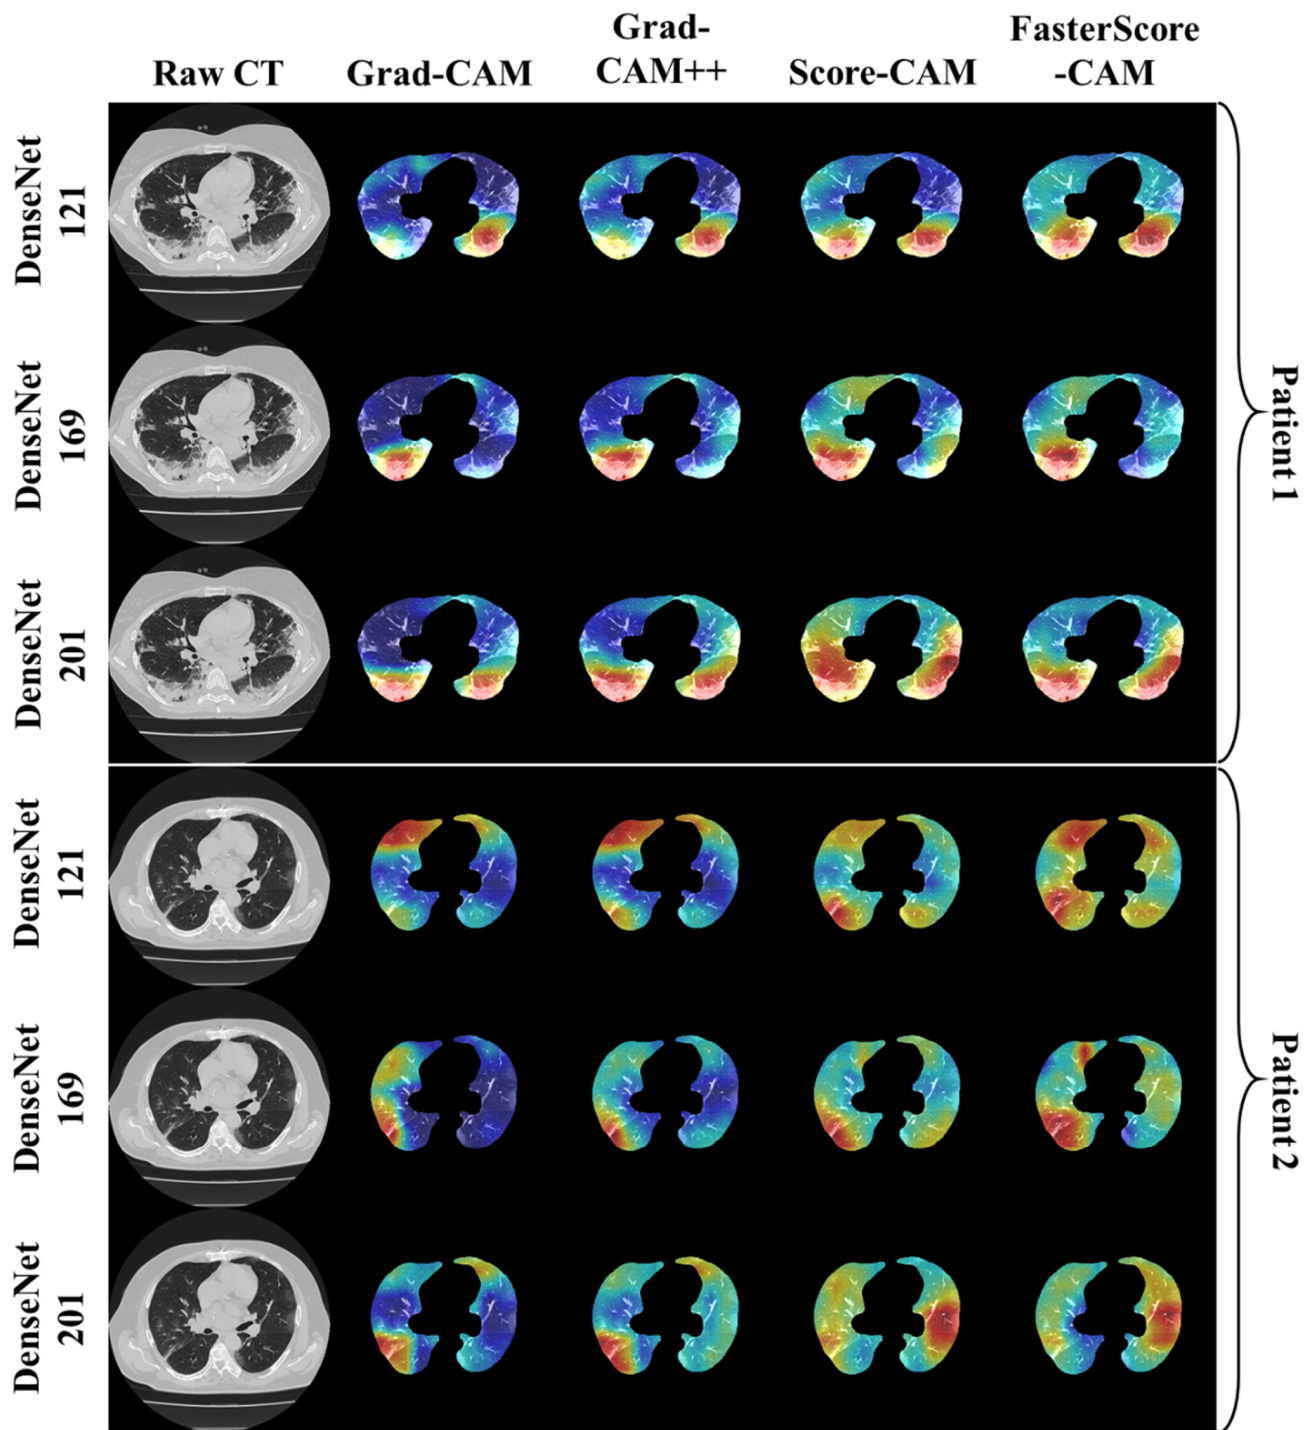 Raw CT
Grad-CAM
Grad-
CAM++
Score-CAM
FasterScore
-CAM
DenseNet
121
DenseNet
169
DenseNet
201
Patient 1
DenseNet
121
DenseNet
169
DenseNet
201
Patient 2